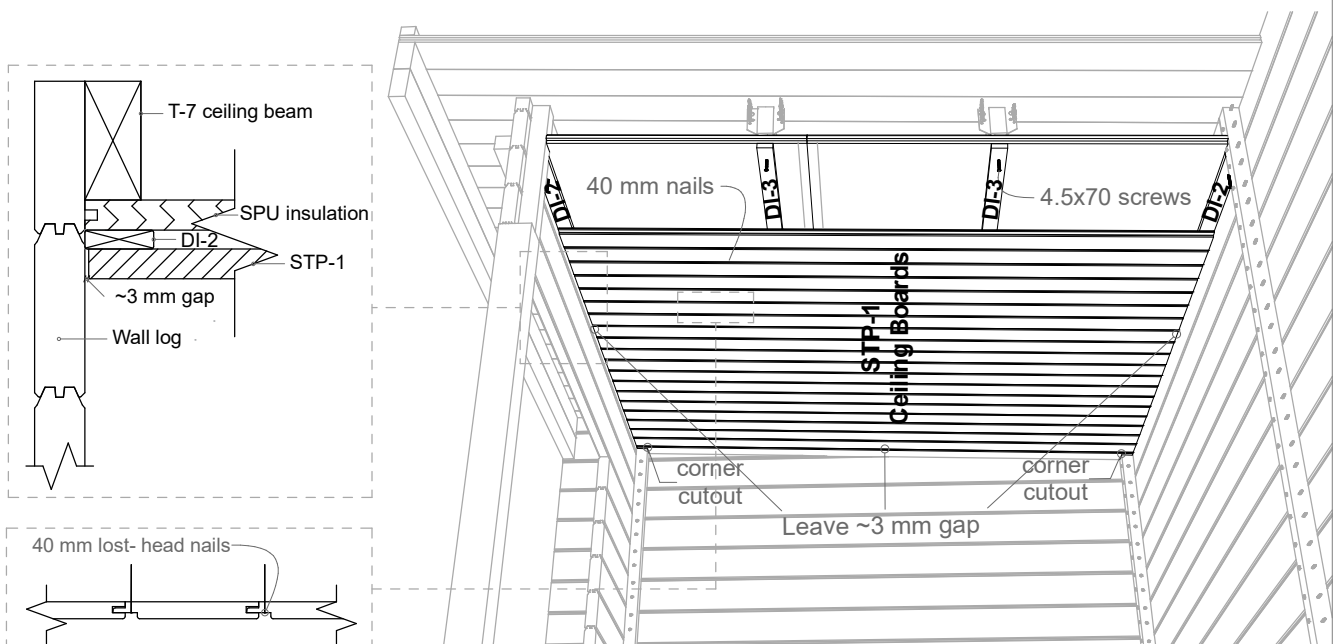 T-7 ceiling beam
SPU insulation
DI-2
STP-1
~3 mm gap
Wall log
40 mm lost- head nails
DI-2
40 mm nails
DI-3
DI-3
4.5x70 screws
DI-2
STP-1
Ceiling Boards
corner
cutout
corner
cutout
Leave ~3 mm gap